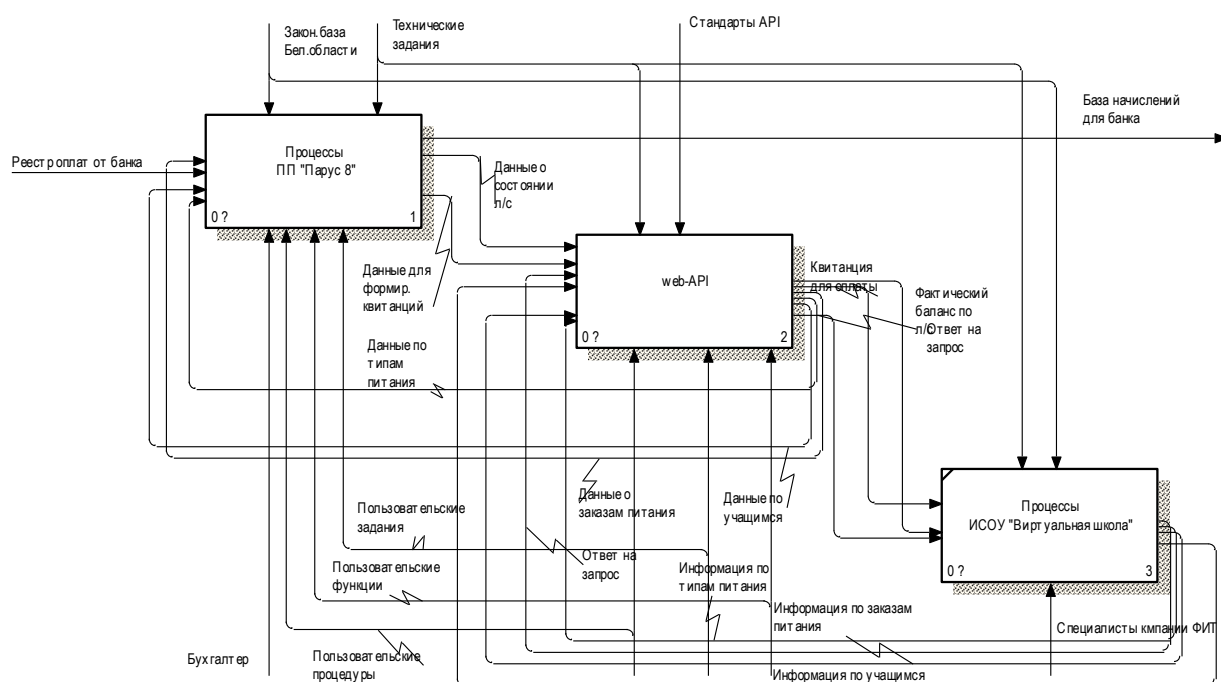 Закон.база
Бел.области
Технические
задания
Стандарты API
База начислений
для банка
Реестр оплат от банка
Процессы
ПП "Парус 8"
0 ?
1
Данные о
состоянии
л/с
Данные для
формир.
квитанций
web-API
0 ?
2
Квитанция
для оплаты
Фактический
баланс по
л/с
Ответ на
запрос
Данные по
типам
питания
Данные о
заказам питания
Данные по
учащимся
Процессы
ИСОУ "Виртуальная школа"
0 ?
3
Пользовательские
задания
Ответ на
запрос
Пользовательские
функции
Информация по
типам питания
Информация по заказам
питания
Специалисты кмпании ФИТ
Бухгалтер
Пользовательские
процедуры
Информация по учащимся